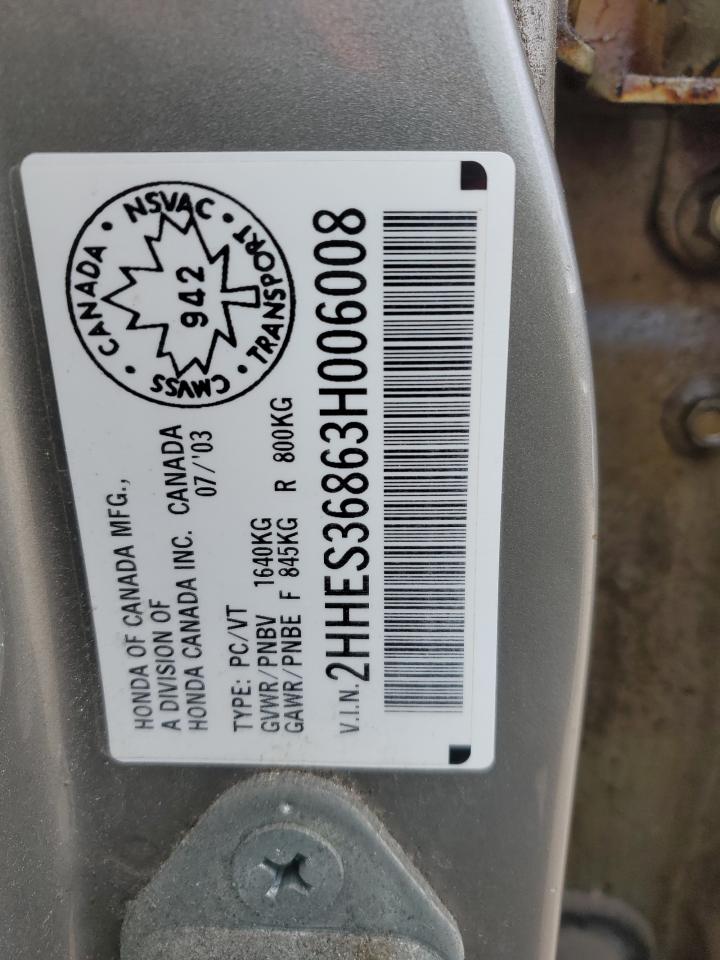 CANADA • NSVAC • TRANSPORT • CMVSS •
942
HONDA OF CANADA MFG.,
A DIVISION OF
HONDA CANADA INC. CANADA
07/'03
TYPE: PC/VT
GVWR/PNBV 1640KG
GAWR/PNBE F 845KG R 800KG
V.I.N. 2HHES36863H006008